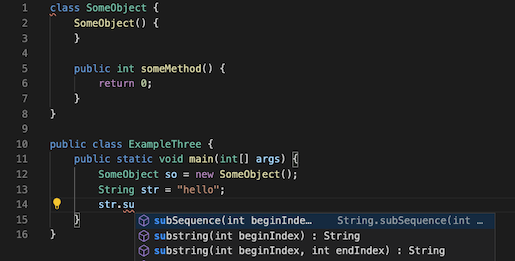 1 class SomeObject {
2 SomeObject() {
3 }
4
5 public int someMethod() {
6 return 0;
7 }
8 }
9
10 public class ExampleThree {
11 public static void main(int[] args) {
12 SomeObject so = new SomeObject();
13 String str = "hello";
14 str.su
15 }
subSequence(int beginInde… String.subSequence(int …
16 }
substring(int beginIndex) : String
substring(int beginIndex, int endIndex) : String